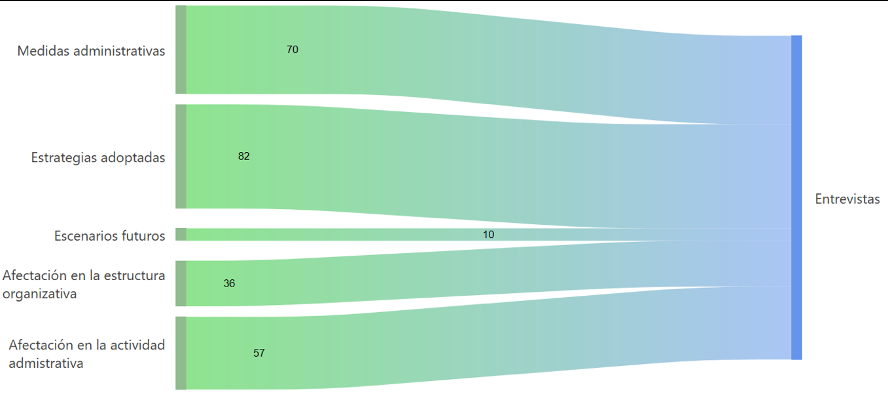 Medidas administrativas
70
Estrategias adoptadas
82
Escenarios futuros
10
Afectación en la estructura
organizativa
36
Afectación en la actividad
admistrativa
57
Entrevistas